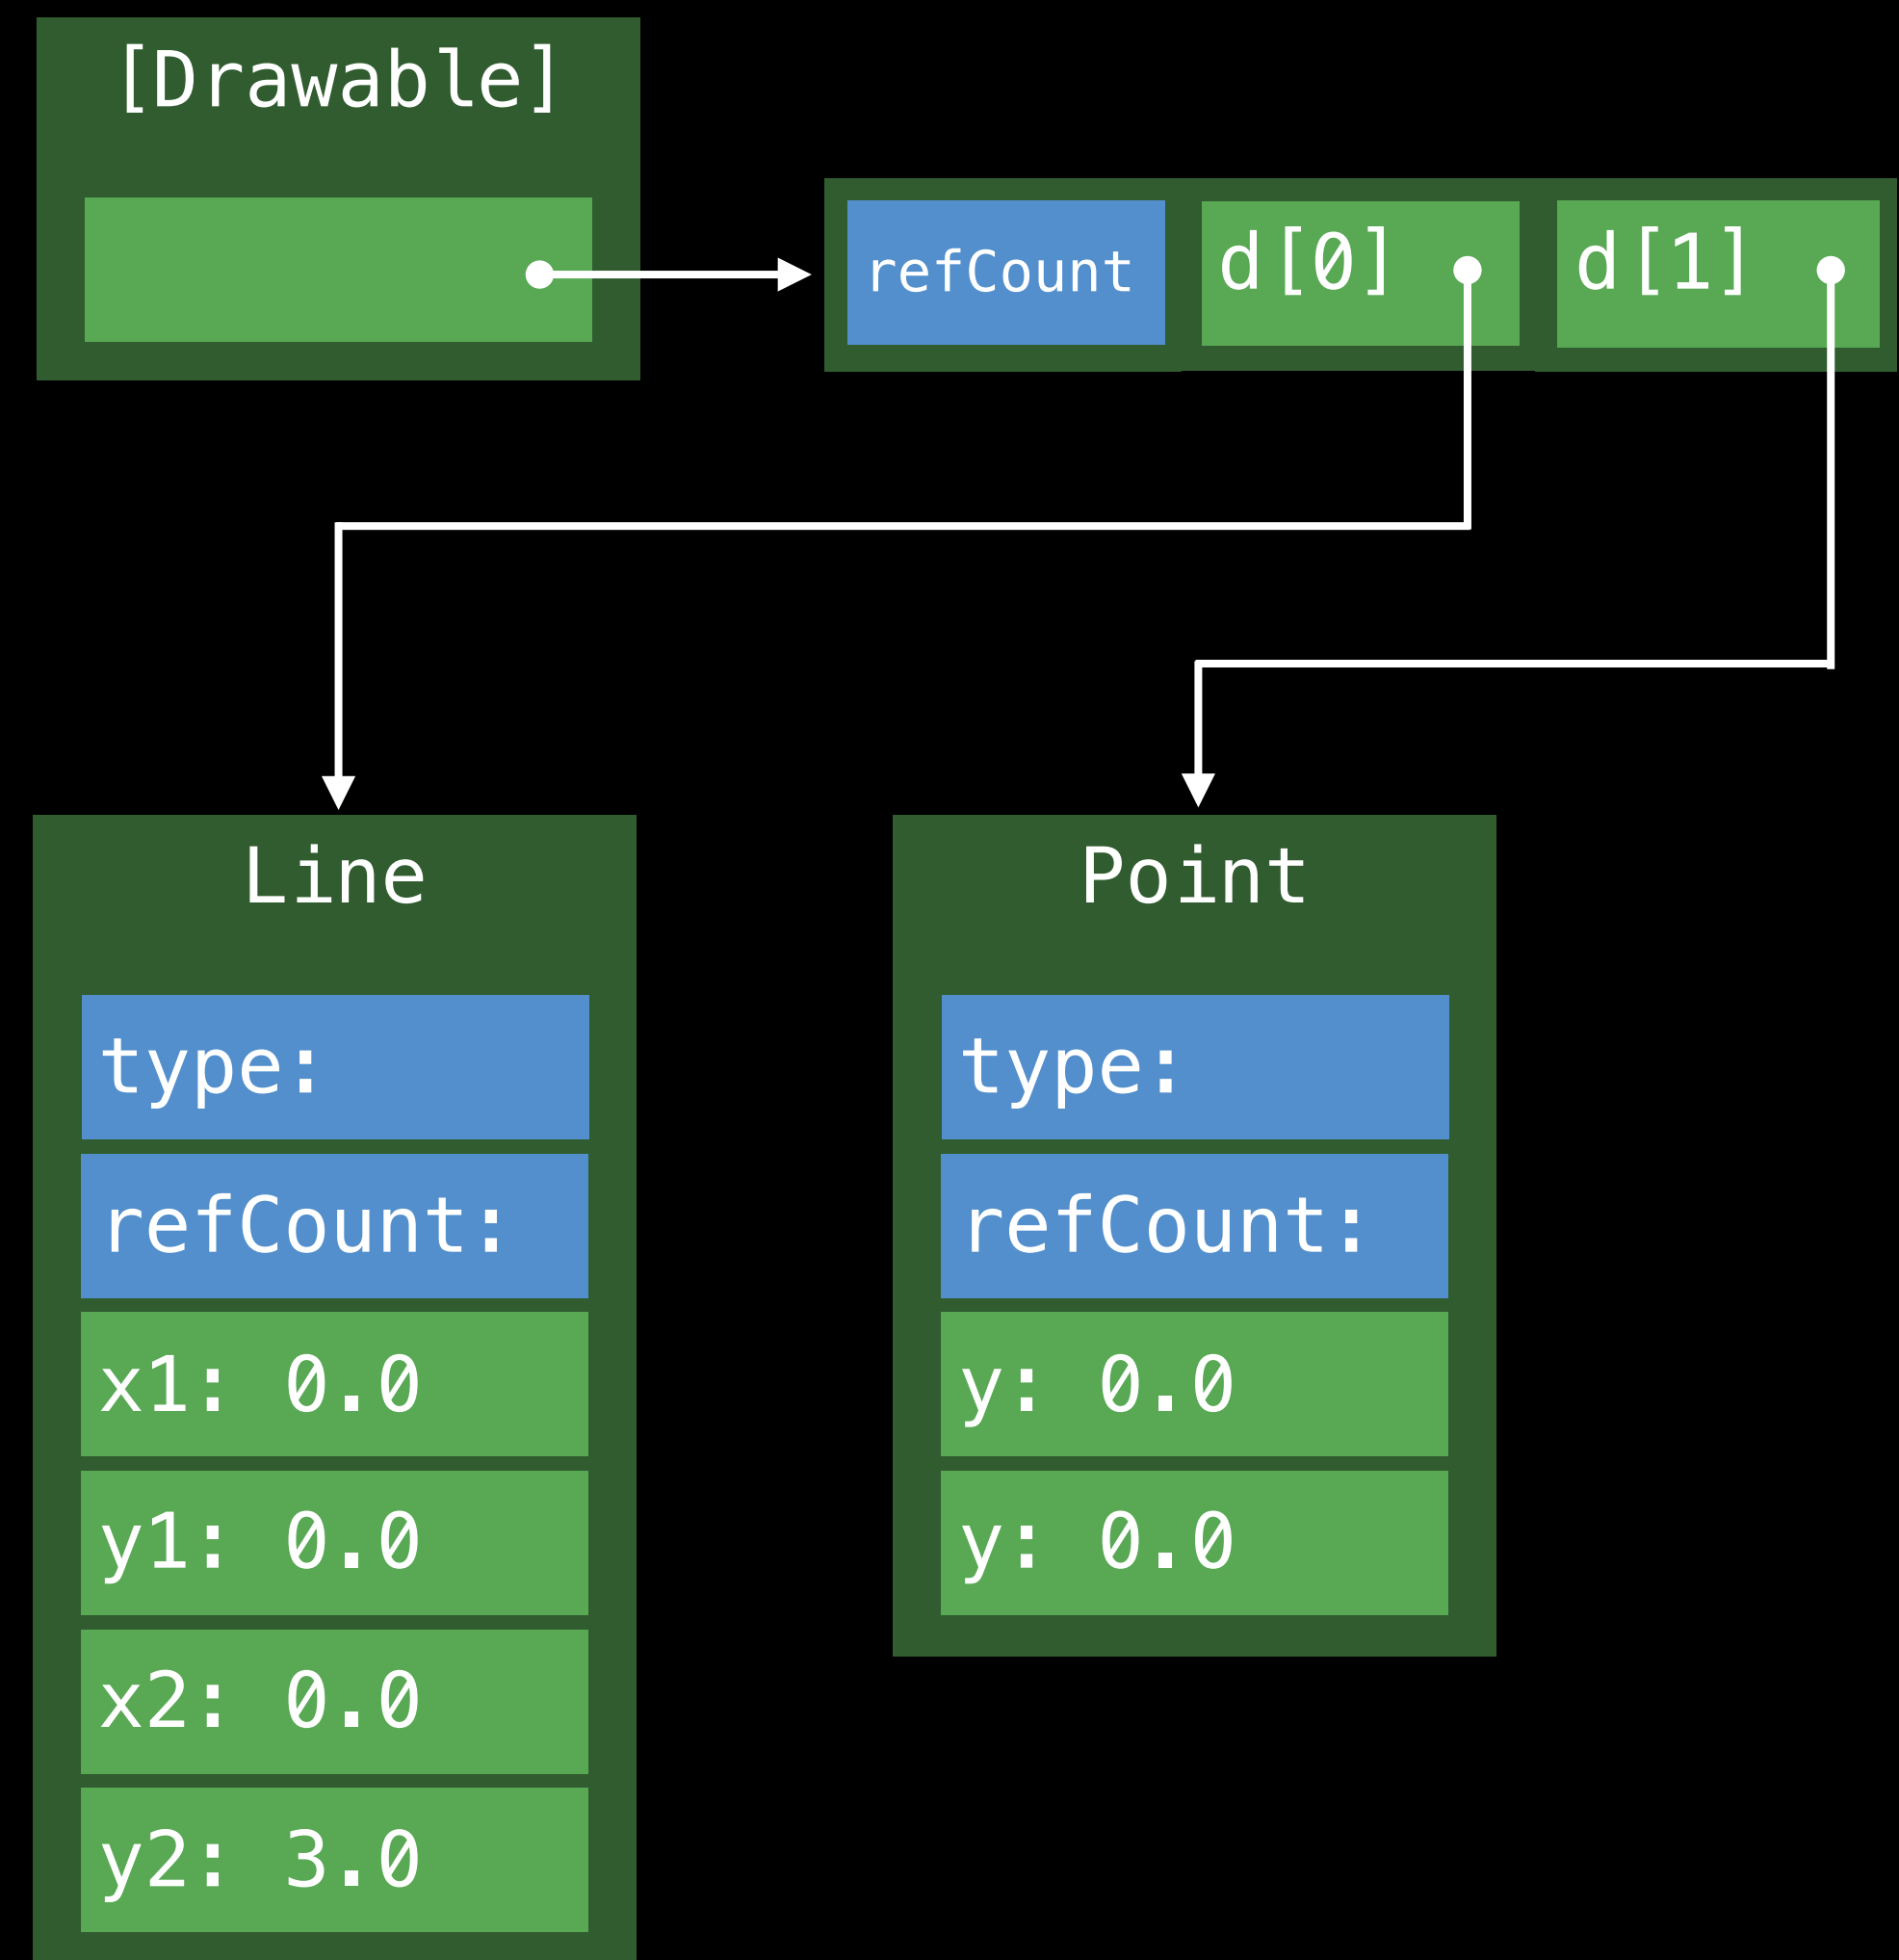 [Drawable]
refCount
d[0]
d[1]
Line
type:
refCount:
x1: 0.0
y1: 0.0
x2: 0.0
y2: 3.0
Point
type:
refCount:
y: 0.0
y: 0.0